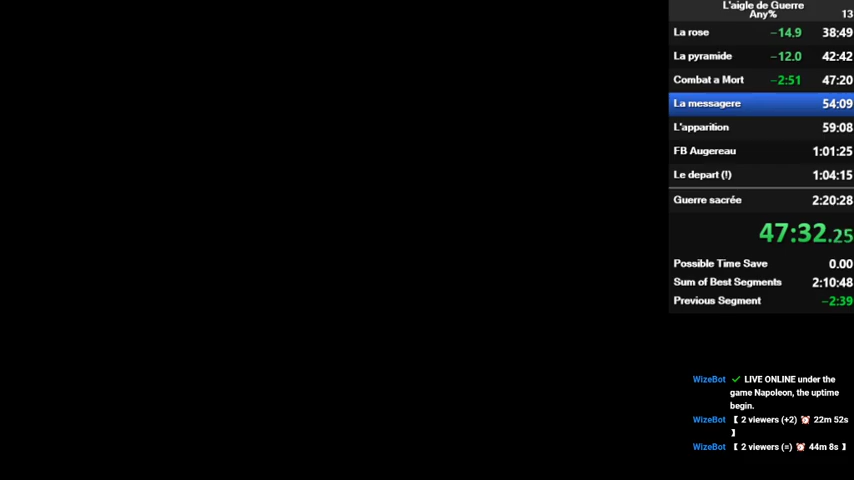 L'aigle de Guerre
Any%
13
La rose −14.9 38:49
La pyramide −12.0 42:42
Combat a Mort −2:51 47:20
La messagere 54:09
L'apparition 59:08
FB Augereau 1:01:25
Le depart (!) 1:04:15
Guerre sacrée 2:20:28
47:32.25
Possible Time Save 0.00
Sum of Best Segments 2:10:48
Previous Segment −2:39
WizeBot ✓ LIVE ONLINE under the
game Napoleon, the uptime
begin.
WizeBot 【 2 viewers (+2) ⏰ 22m 52s
】
WizeBot 【 2 viewers (=) ⏰ 44m 8s 】